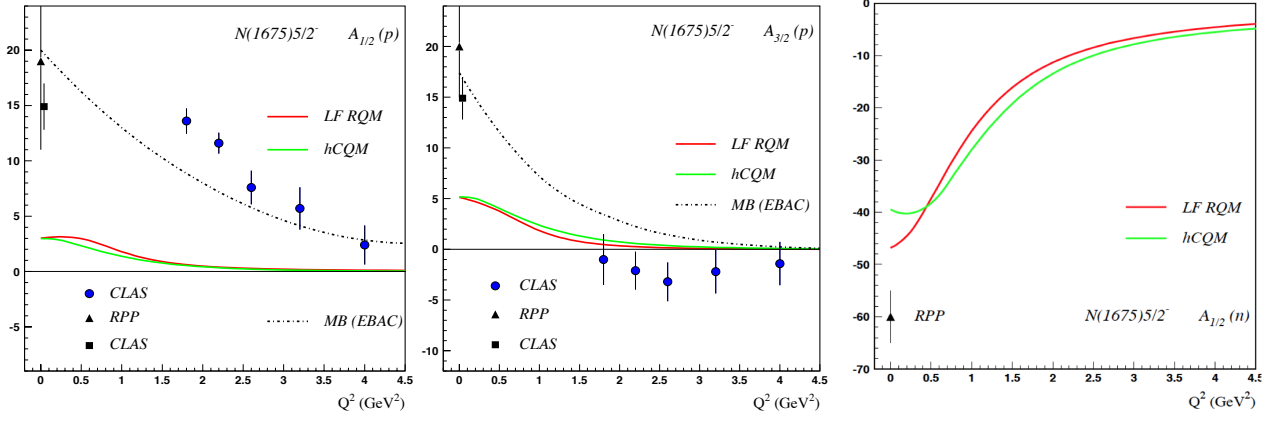 N(1675)5/2⁻ A1/2 (p)
20
15
10
5
0
-5
LF RQM
hCQM
CLAS
RPP
CLAS
MB (EBAC)
0 0.5 1 1.5 2 2.5 3 3.5 4 4.5
Q² (GeV²)
N(1675)5/2⁻ A3/2 (p)
20
15
10
5
0
-5
-10
LF RQM
hCQM
MB (EBAC)
CLAS
RPP
CLAS
0 0.5 1 1.5 2 2.5 3 3.5 4 4.5
Q² (GeV²)
-0
-10
-20
-30
-40
-50
-60
-70
LF RQM
hCQM
RPP
N(1675)5/2⁻ A1/2 (n)
0 0.5 1 1.5 2 2.5 3 3.5 4 4.5
Q² (GeV²)